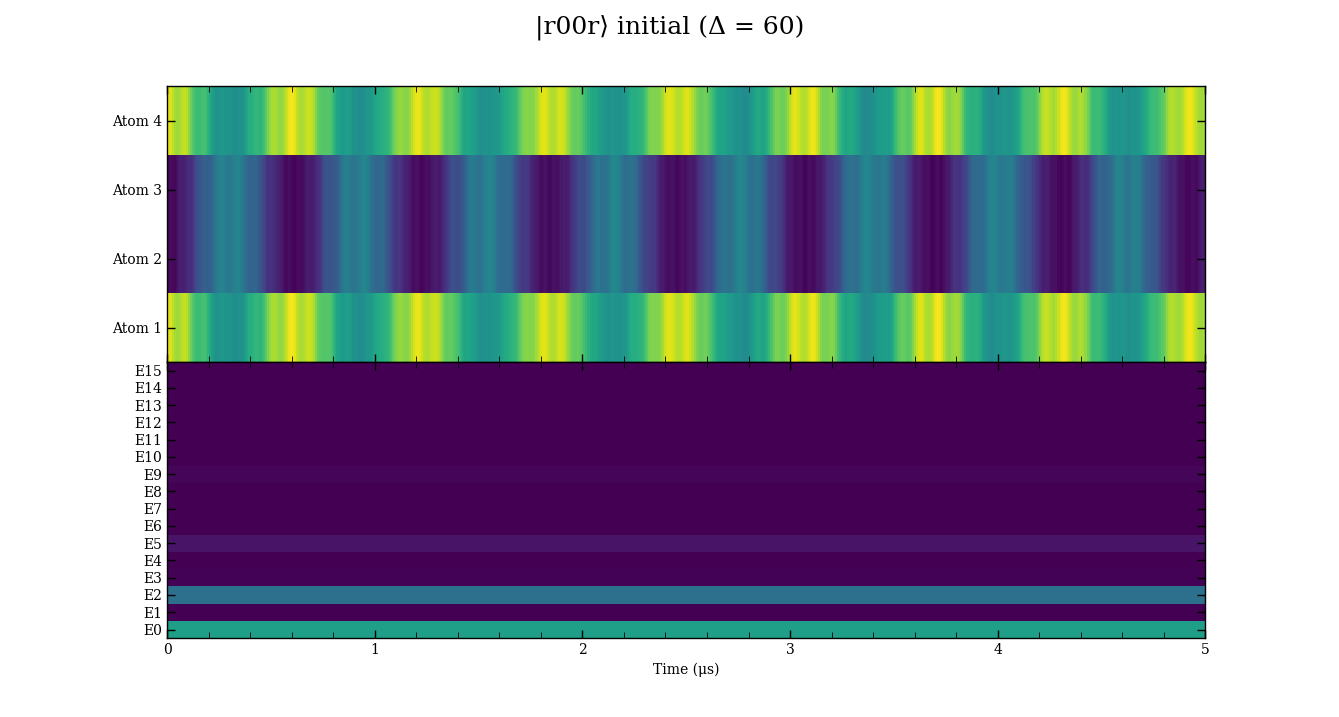 |r00r⟩ initial (Δ = 60)
Atom 4
Atom 3
Atom 2
Atom 1
E15
E14
E13
E12
E11
E10
E9
E8
E7
E6
E5
E4
E3
E2
E1
E0
0 1 2 3 4 5
Time (μs)